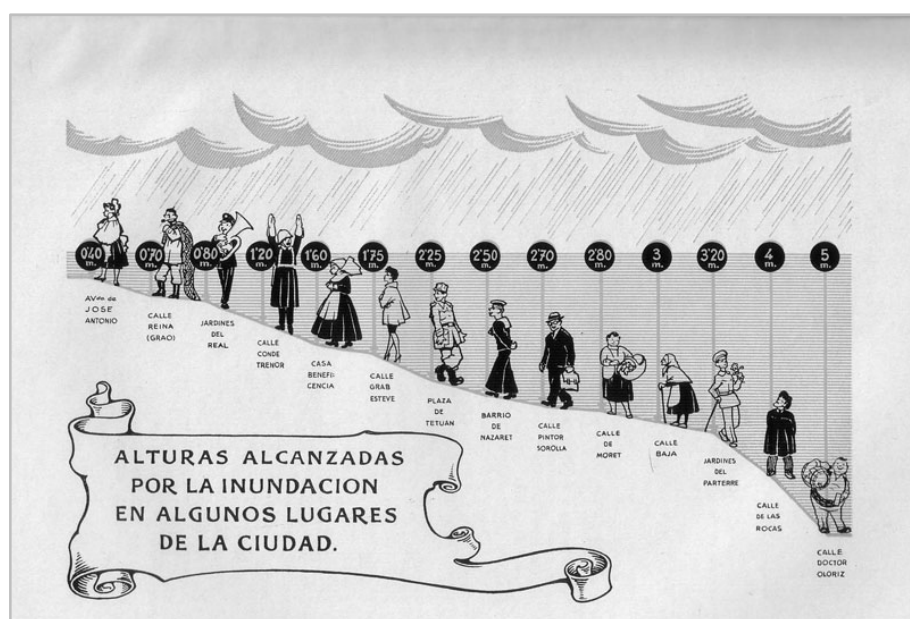 0'40
m.
0'70
m.
0'80
m.
1'20
m.
1'60
m.
1'75
m.
2'25
m.
2'50
m.
2'70
m.
2'80
m.
3
m.
3'20
m.
4
m.
5
m.
AVda de
JOSE
ANTONIO
CALLE
REINA
(GRAO)
JARDINES
DEL
REAL
CALLE
CONDE
TRENOR
CASA
BENEFI-
CENCIA
CALLE
GRAB
ESTEVE
PLAZA
DE
TETUAN
BARRIO
DE
NAZARET
CALLE
PINTOR
SOROLLA
CALLE
DE
MORET
CALLE
BAJA
JARDINES
DEL
PARTERRE
CALLE
DE LAS
ROCAS
CALLE
DOCTOR
OLORIZ
ALTURAS ALCANZADAS
POR LA INUNDACION
EN ALGUNOS LUGARES
DE LA CIUDAD.